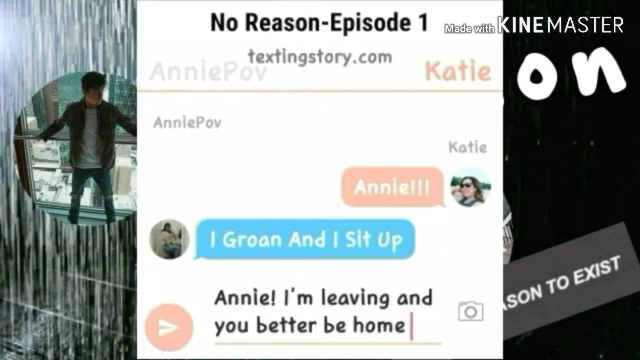 No Reason-Episode 1
Made with KINEMASTER
textingstory.com
AnniePov
Katie
on
AnniePov
Katie
Annie!!!
I Groan And I Sit Up
Annie! I'm leaving and
you better be home
TO EXIST